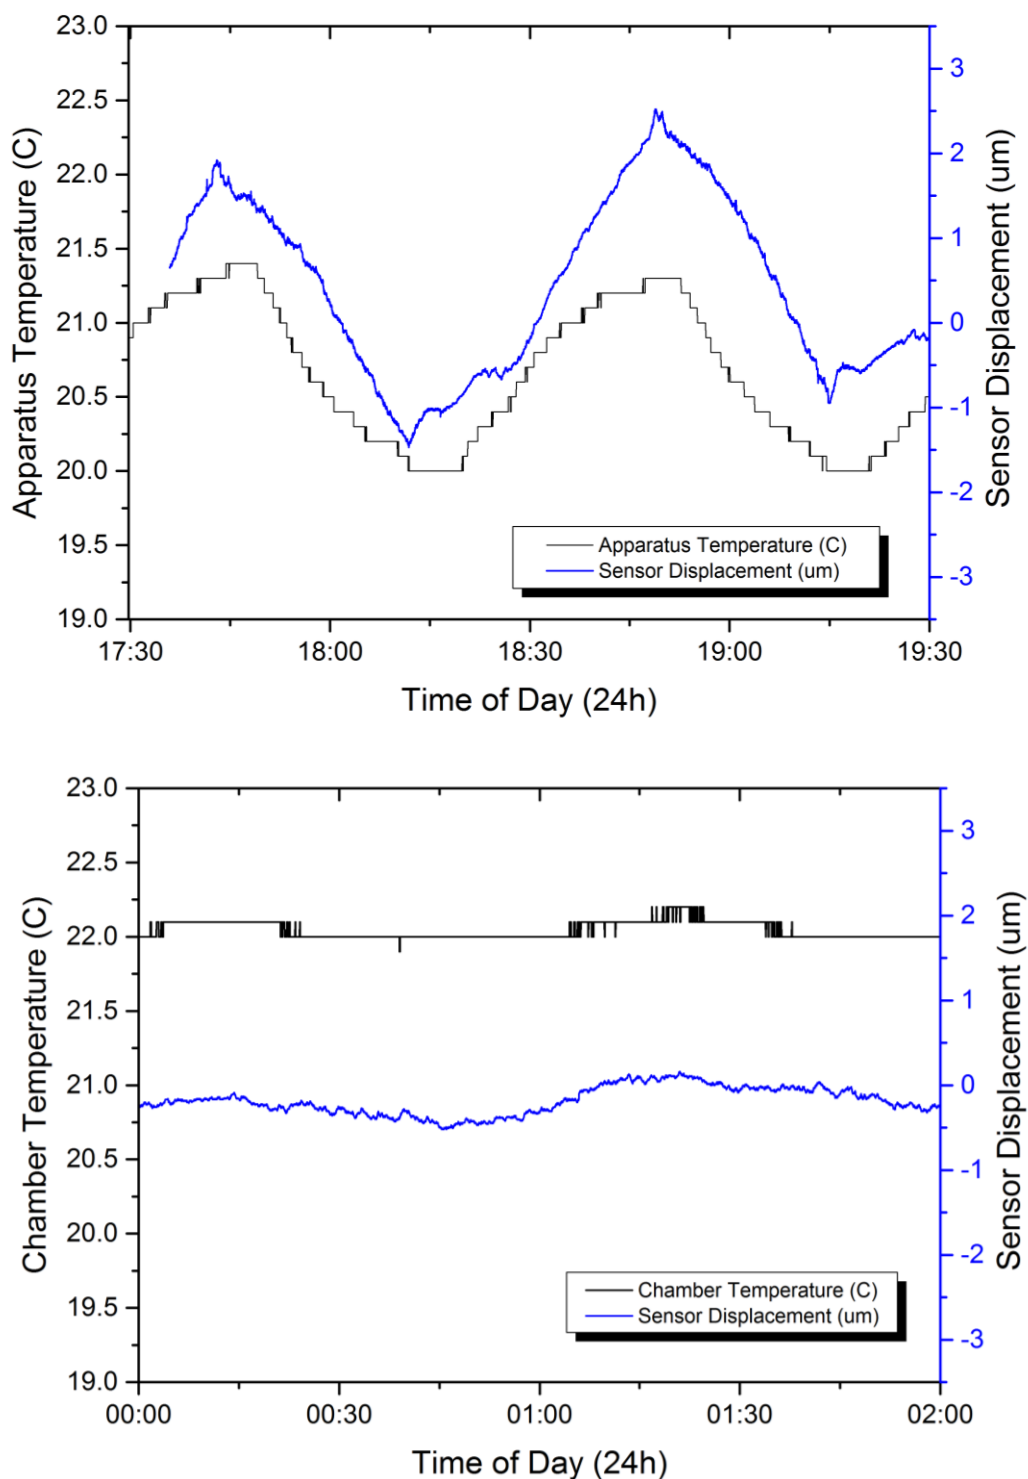 23.0
22.5
22.0
21.5
21.0
20.5
20.0
19.5
19.0
Apparatus Temperature (C)
3
2
1
0
-1
-2
-3
Sensor Displacement (um)
Apparatus Temperature (C)
Sensor Displacement (um)
17:30 18:00 18:30 19:00 19:30
Time of Day (24h)
23.0
22.5
22.0
21.5
21.0
20.5
20.0
19.5
19.0
Chamber Temperature (C)
3
2
1
0
-1
-2
-3
Sensor Displacement (um)
Chamber Temperature (C)
Sensor Displacement (um)
00:00 00:30 01:00 01:30 02:00
Time of Day (24h)